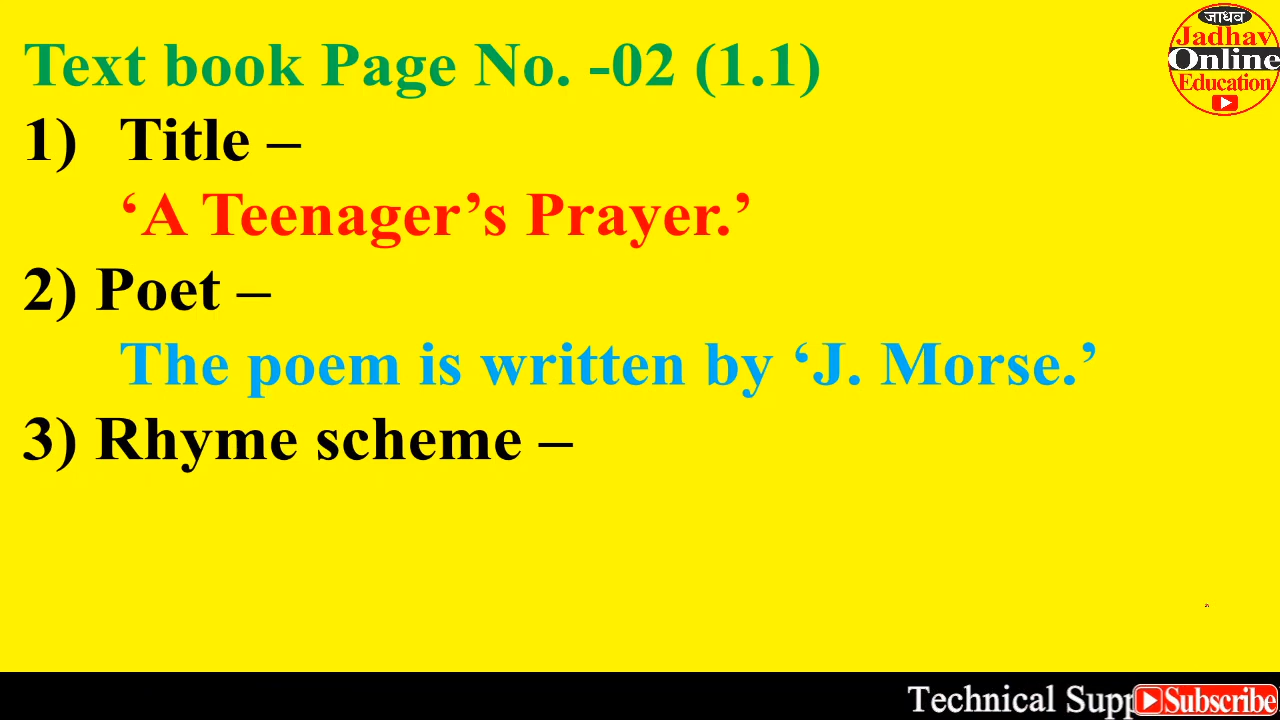 Text book Page No. -02 (1.1)
1) Title –
‘A Teenager’s Prayer.’
2) Poet –
The poem is written by ‘J. Morse.’
3) Rhyme scheme –
जाधव
Jadhav
Online
Education
Technical Supp
Subscribe